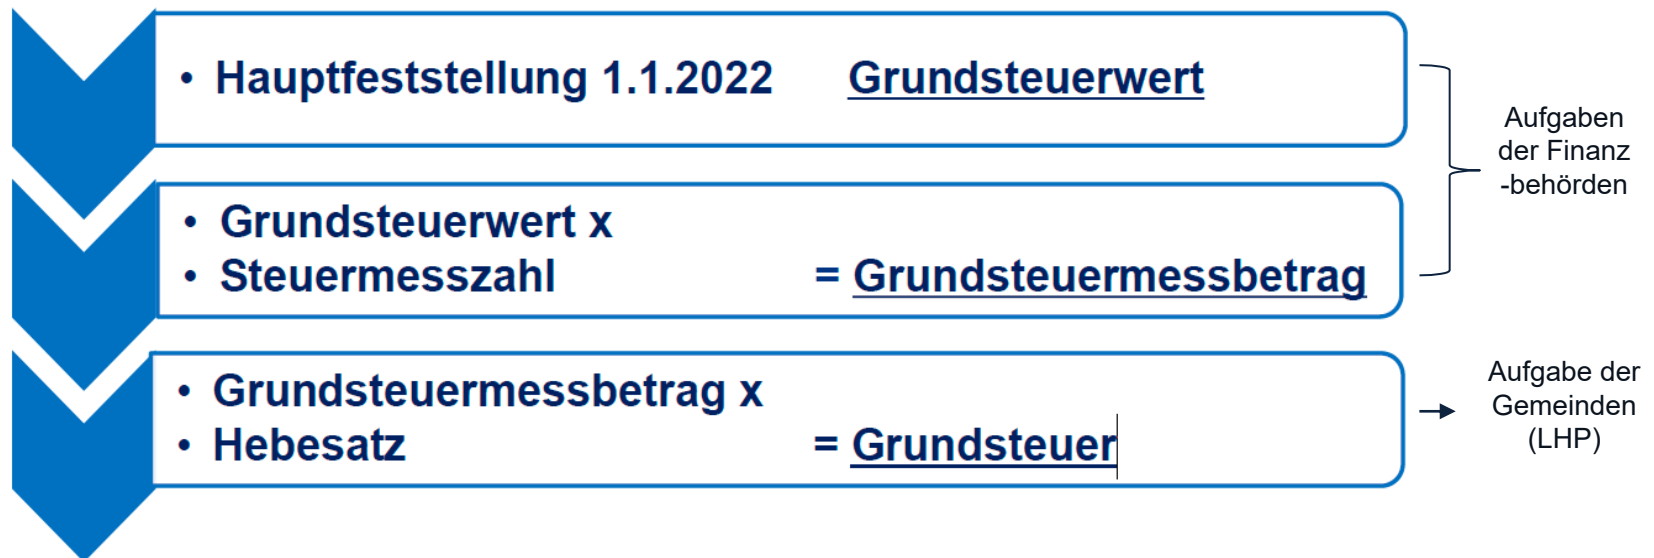 • Hauptfeststellung 1.1.2022 Grundsteuerwert
• Grundsteuerwert x
• Steuermesszahl = Grundsteuermessbetrag
Aufgaben
der Finanz
-behörden
• Grundsteuermessbetrag x
• Hebesatz = Grundsteuer
Aufgabe der
Gemeinden
(LHP)